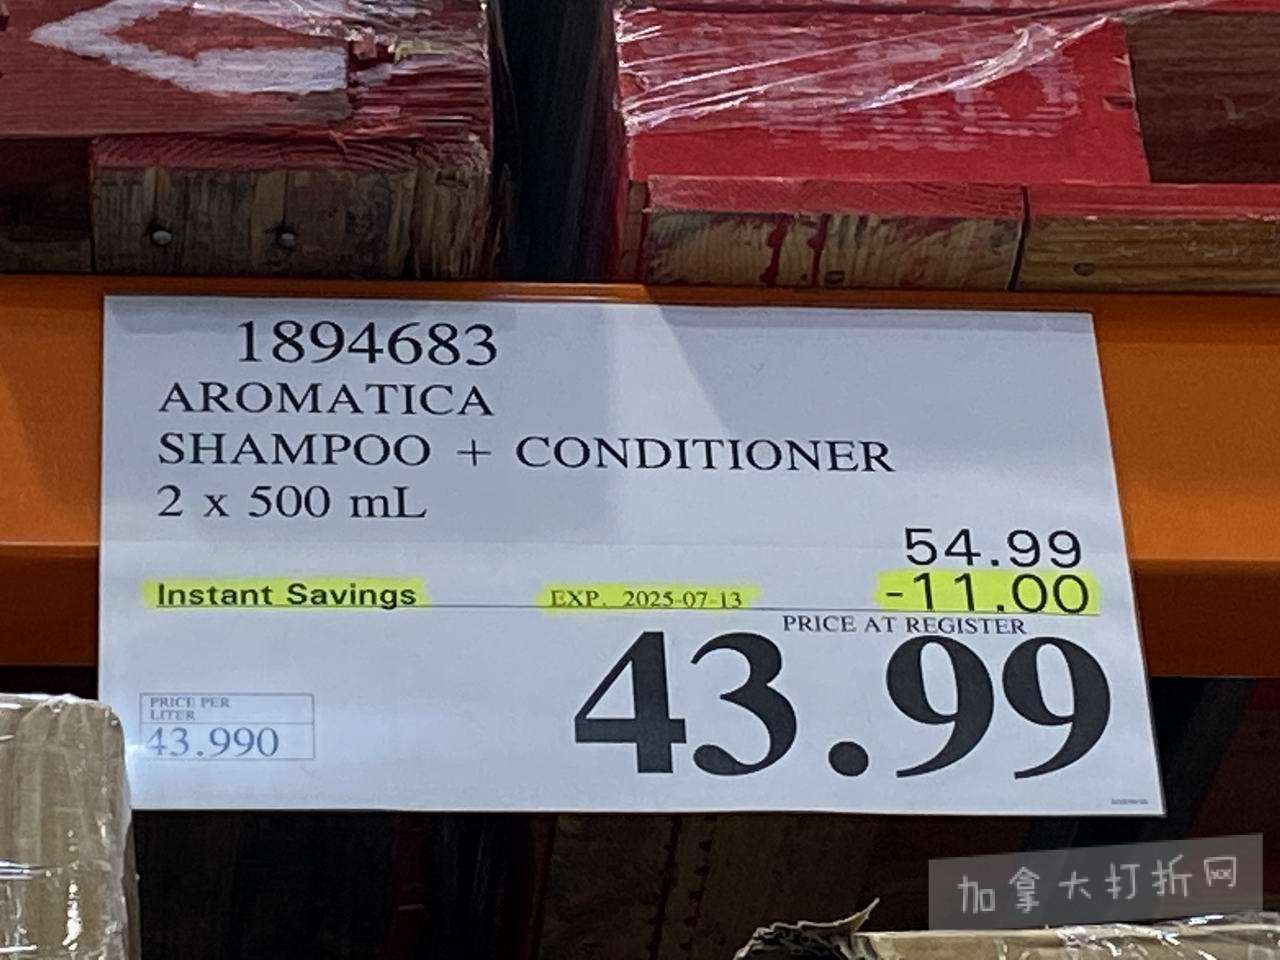 1894683
AROMATICA
SHAMPOO + CONDITIONER
2 x 500 mL
54.99
Instant Savings EXP. 2025-07-13 -11.00
PRICE AT REGISTER
43.99
PRICE PER
LITER
43.990
加拿大打折网